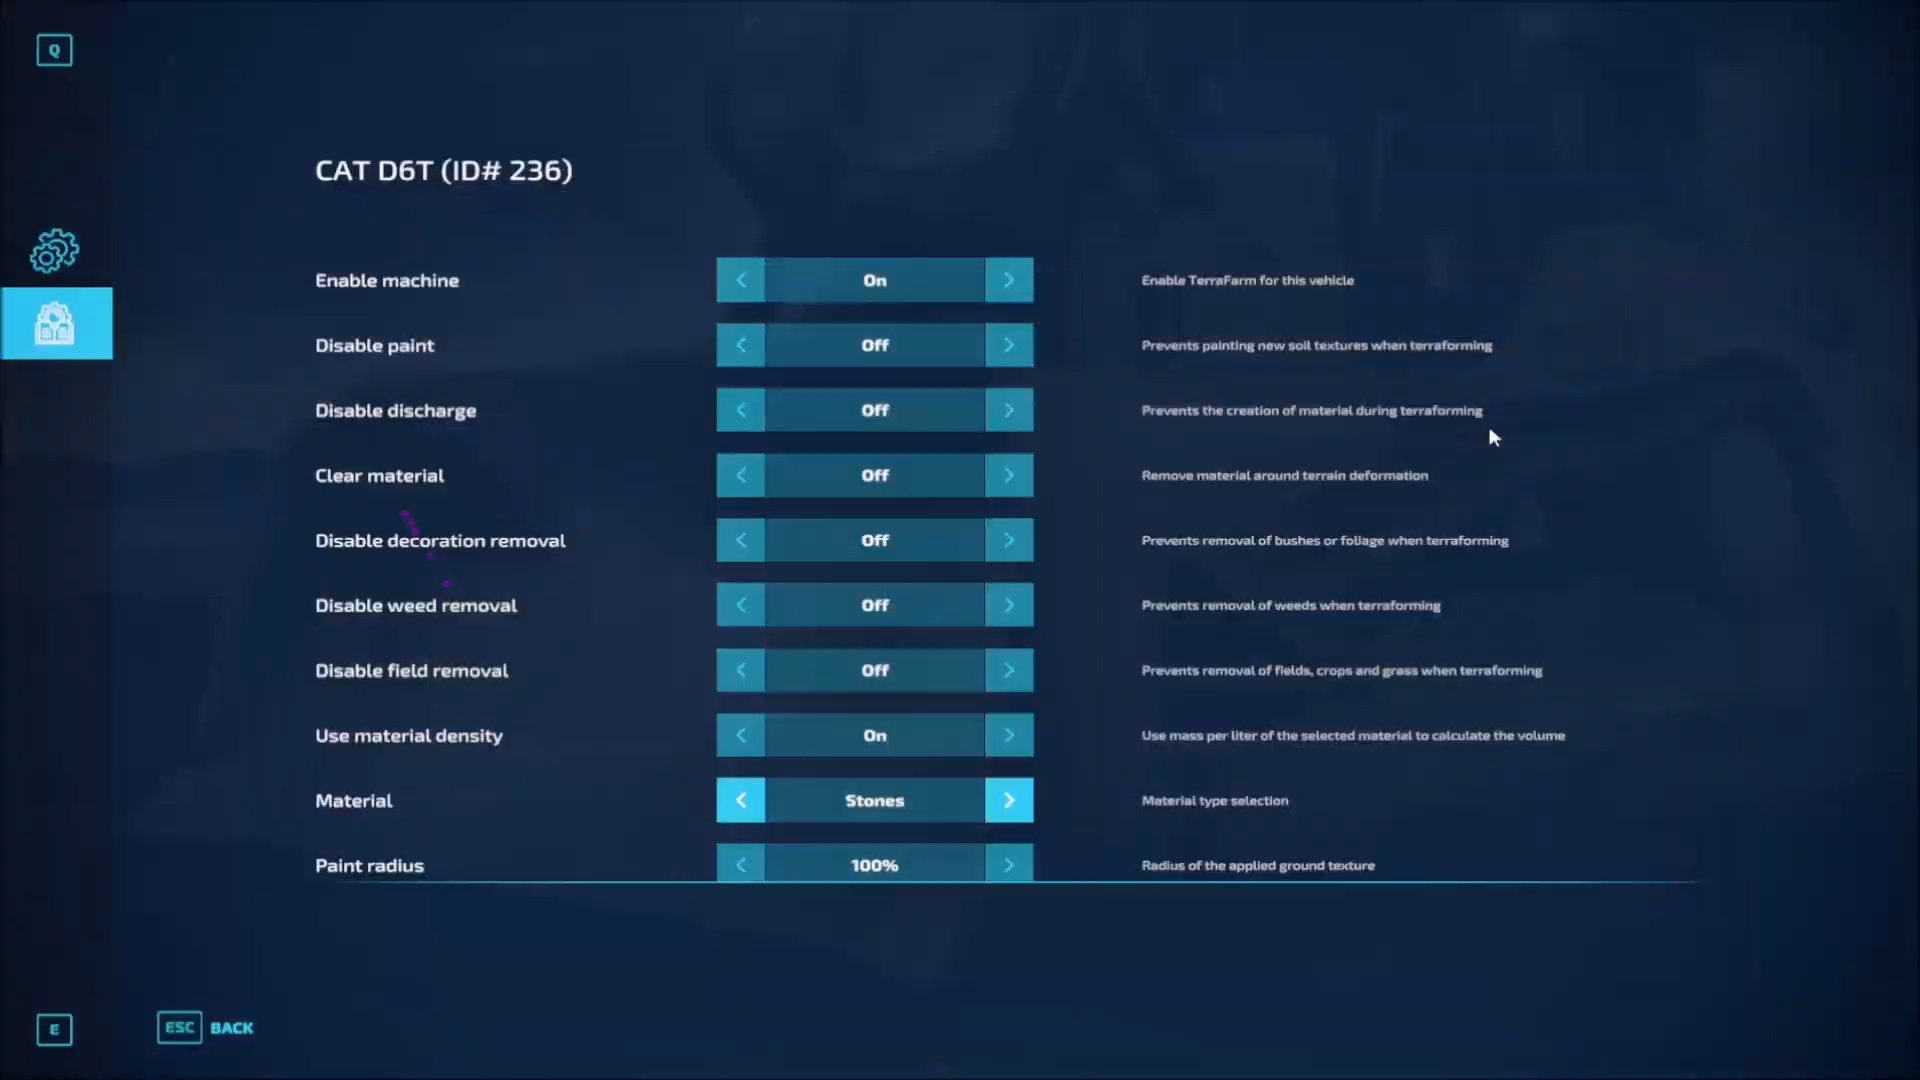 Q
CAT D6T (ID# 236)
Enable machine On Enable TerraFarm for this vehicle
Disable paint Off Prevents painting new soil textures when terraforming
Disable discharge Off Prevents the creation of material during terraforming
Clear material Off Remove material around terrain deformation
Disable decoration removal Off Prevents removal of bushes or foliage when terraforming
Disable weed removal Off Prevents removal of weeds when terraforming
Disable field removal Off Prevents removal of fields, crops and grass when terraforming
Use material density On Use mass per liter of the selected material to calculate the volume
Material Stones Material type selection
Paint radius 100% Radius of the applied ground texture
E ESC BACK